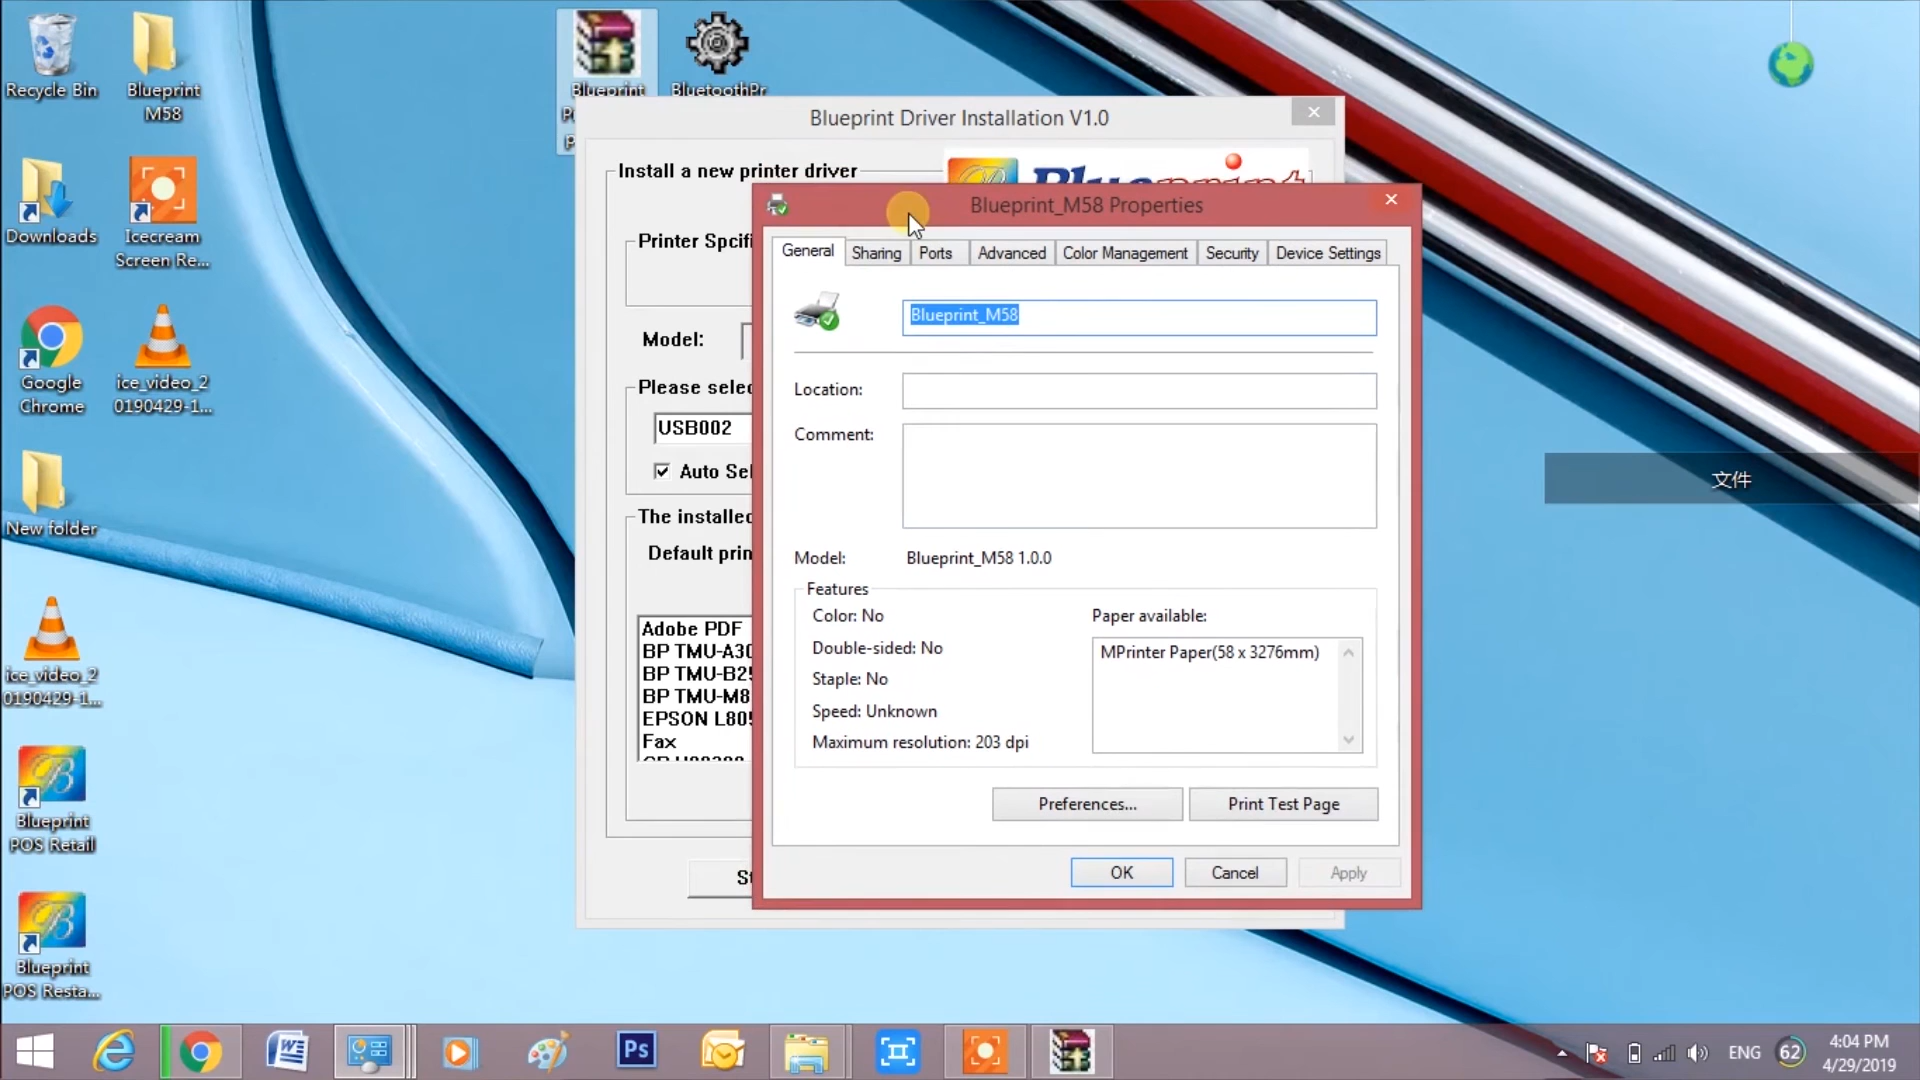 Recycle Bin
Blueprint
M58
Blueprint
BluetoothPr
Downloads
Icecream
Screen Re...
Google
Chrome
ice_video_2
0190429-1...
New folder
ice_video_2
0190429-1...
Blueprint
POS Retail
Blueprint
POS Resta...
Blueprint Driver Installation V1.0
Install a new printer driver
Blueprint
Printer Spcifi
Model:
Please selec
USB002
Auto Sel
The installed
Default prin
Adobe PDF
BP TMU-A30
BP TMU-B25
BP TMU-M8
EPSON L805
Fax
St
Blueprint_M58 Properties
General
Sharing
Ports
Advanced
Color Management
Security
Device Settings
Blueprint_M58
Location:
Comment:
Model: Blueprint_M58 1.0.0
Features
Color: No
Double-sided: No
Staple: No
Speed: Unknown
Maximum resolution: 203 dpi
Paper available:
MPrinter Paper(58 x 3276mm)
Preferences...
Print Test Page
OK
Cancel
Apply
文件
Ps
ENG
62
4:04 PM
4/29/2019